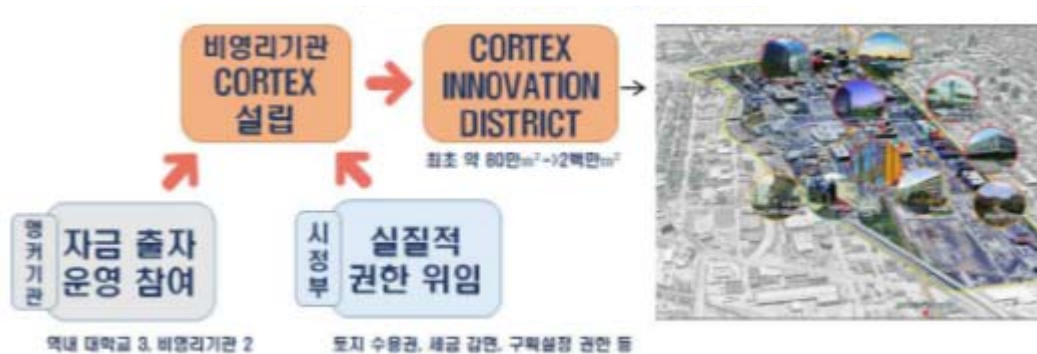 비영리기관
CORTEX
설립
CORTEX
INNOVATION
DISTRICT
최초 약 80만㎡->2백만㎡
앵커기관
자금 출자
운영 참여
시정부
실질적
권한 위임
역내 대학교 3, 비영리기관 2
토지 수용권, 세금 감면, 구획설정 권한 등